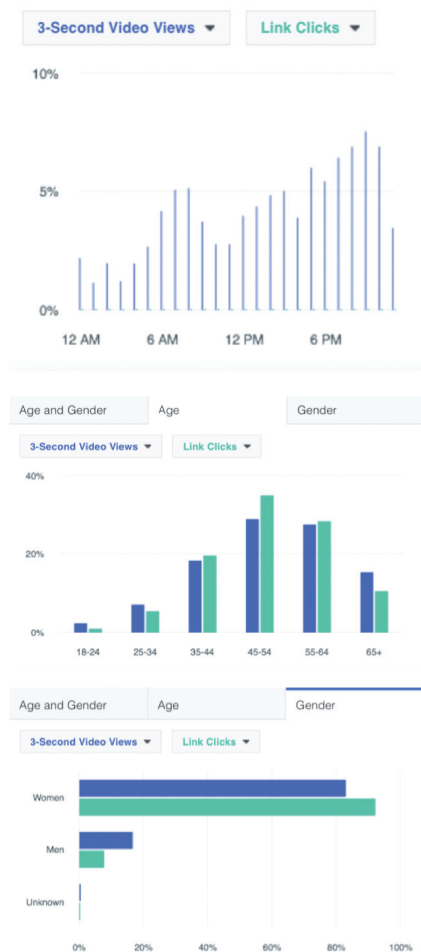 3-Second Video Views Link Clicks
10%
5%
0%
12 AM 6 AM 12 PM 6 PM
Age and Gender Age Gender
3-Second Video Views Link Clicks
40%
20%
0%
18-24 25-34 35-44 45-54 55-64 65+
Age and Gender Age Gender
3-Second Video Views Link Clicks
Women
Men
Unknown
0% 20% 40% 60% 80% 100%